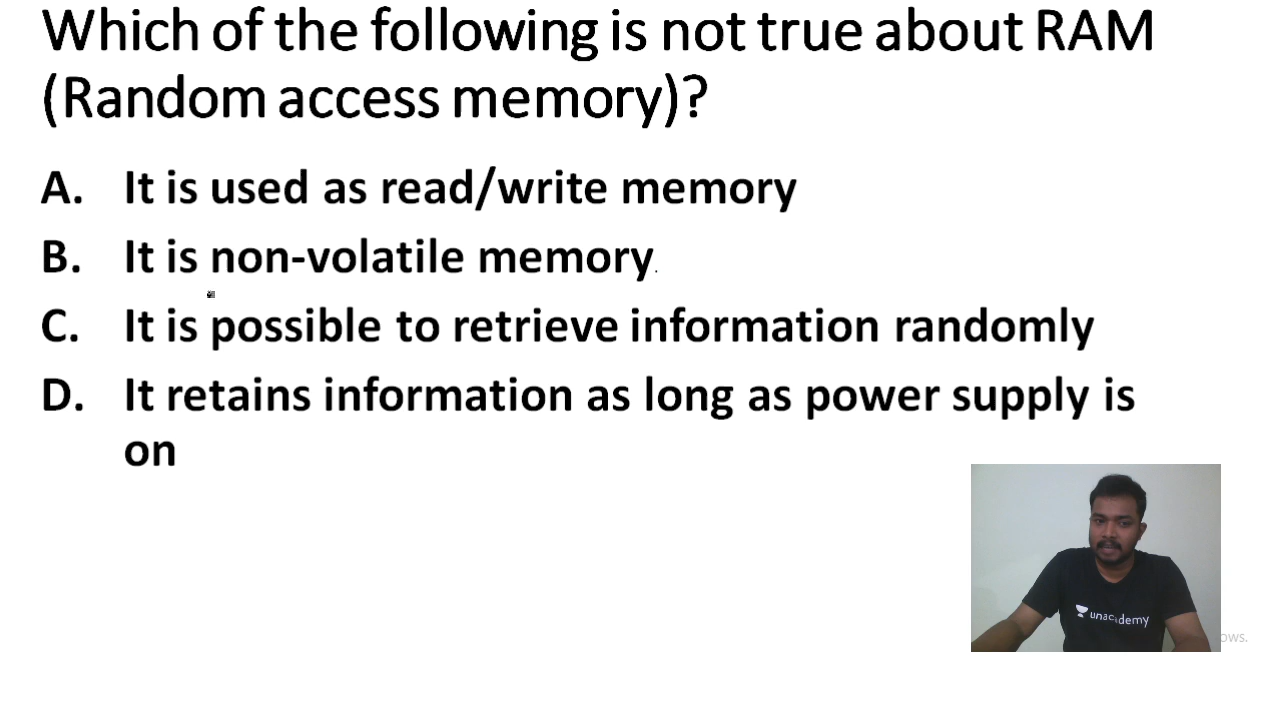 Which of the following is not true about RAM
(Random access memory)?
A. It is used as read/write memory
B. It is non-volatile memory.
C. It is possible to retrieve information randomly
D. It retains information as long as power supply is
on
unacademy
ows.